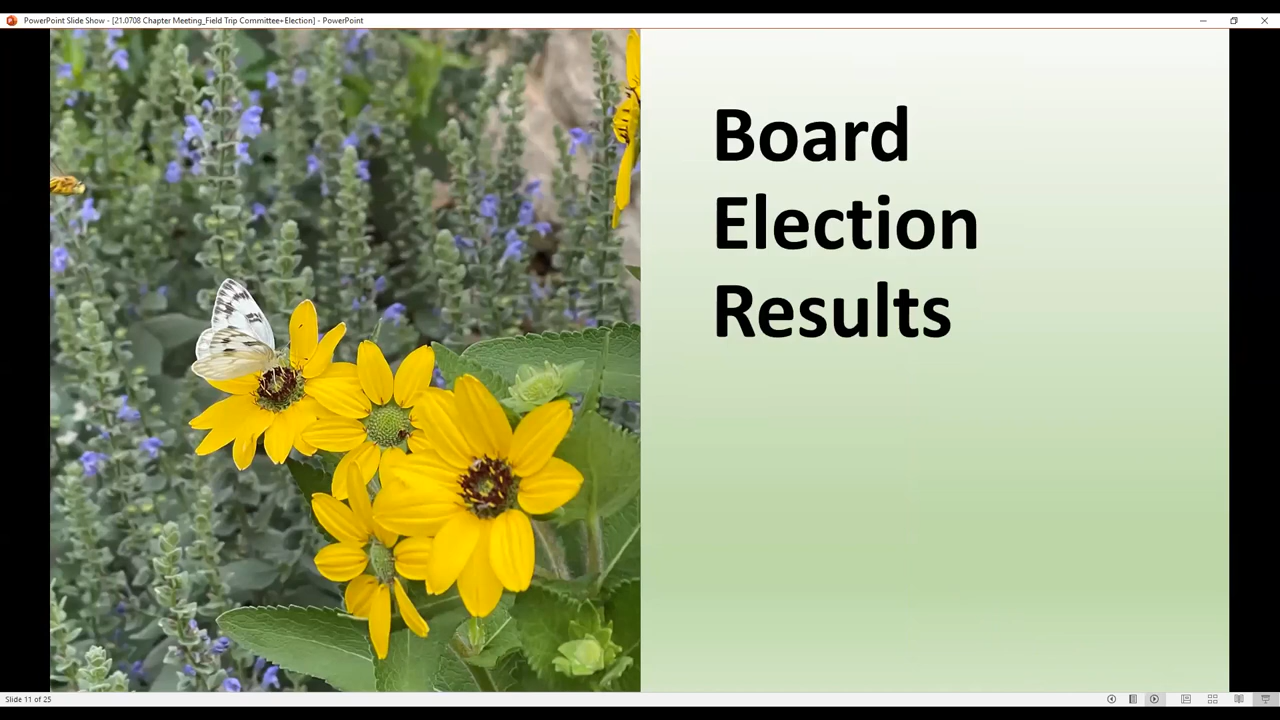 PowerPoint Slide Show - [21.0708 Chapter Meeting_Field Trip Committee+Election] - PowerPoint
Board
Election
Results
Slide 11 of 25